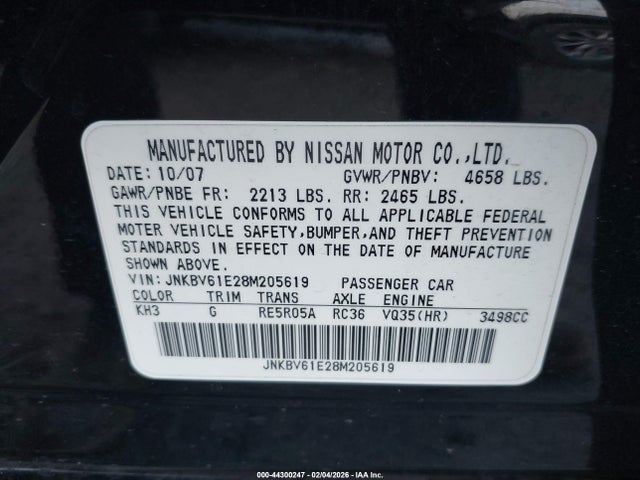 MANUFACTURED BY NISSAN MOTOR CO.,LTD.
DATE: 10/07 GVWR/PNBV: 4658 LBS.
GAWR/PNBE FR: 2213 LBS. RR: 2465 LBS.
THIS VEHICLE CONFORMS TO ALL APPLICABLE FEDERAL
MOTER VEHICLE SAFETY,BUMPER,AND THEFT PREVENTION
STANDARDS IN EFFECT ON THE DATE OF MANUFACTURE
SHOWN ABOVE.
VIN: JNKBV61E28M205619 PASSENGER CAR
COLOR TRIM TRANS AXLE ENGINE
KH3 G RE5R05A RC36 VQ35(HR) 3498CC
JNKBV61E28M205619
000-44300247 - 02/04/2026 - IAAI Inc.